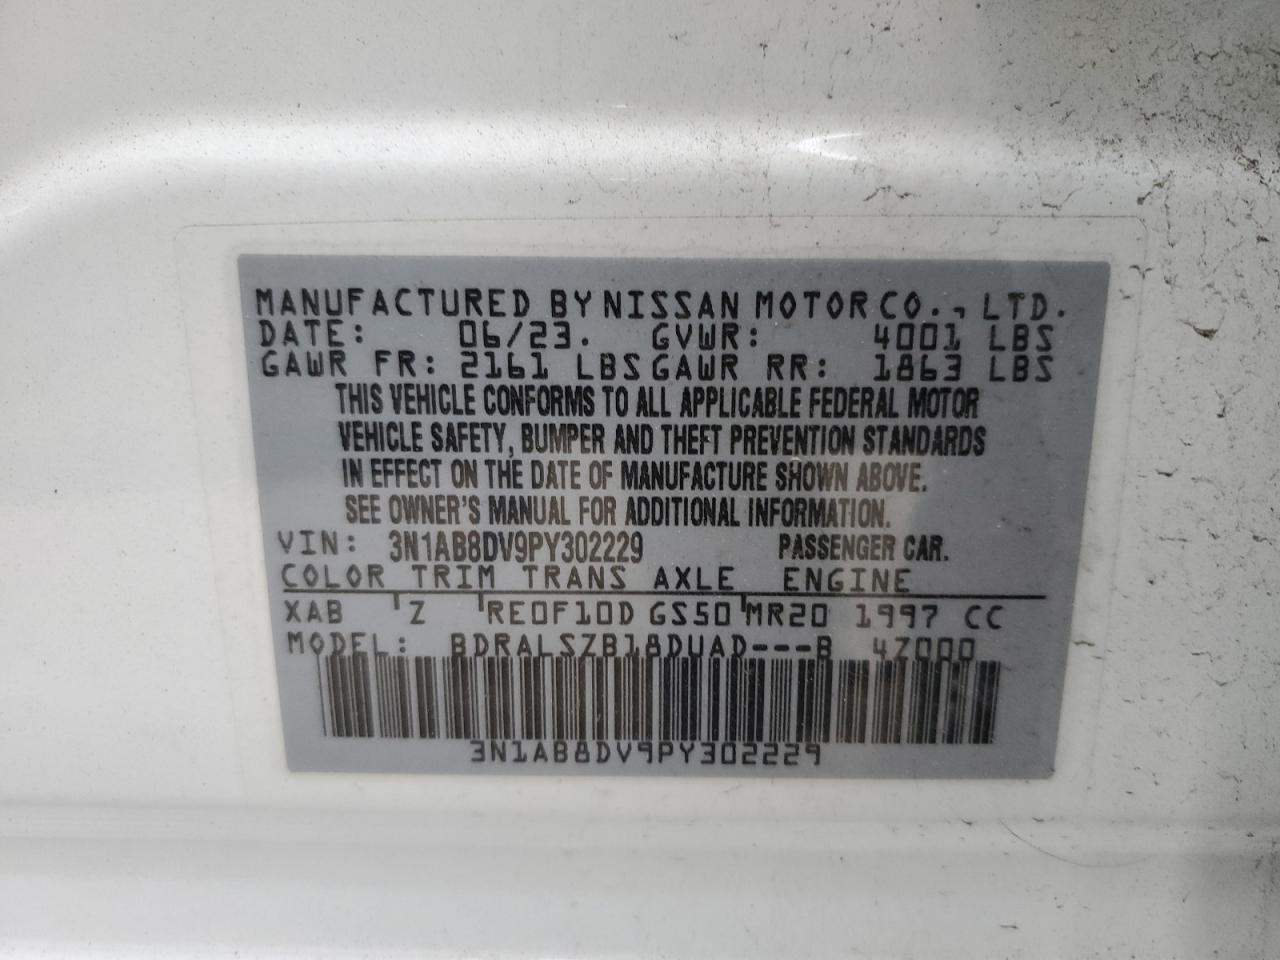 MANUFACTURED BY NISSAN MOTOR CO., LTD.
DATE: 06/23. GVWR: 4001 LBS
GAWR FR: 2161 LBS GAWR RR: 1863 LBS
THIS VEHICLE CONFORMS TO ALL APPLICABLE FEDERAL MOTOR
VEHICLE SAFETY, BUMPER AND THEFT PREVENTION STANDARDS
IN EFFECT ON THE DATE OF MANUFACTURE SHOWN ABOVE.
SEE OWNER'S MANUAL FOR ADDITIONAL INFORMATION.
VIN: 3N1AB8DV9PY302229 PASSENGER CAR.
COLOR TRIM TRANS AXLE ENGINE
XAB Z RE0F10D GS50 MR20 1997 CC
MODEL: BDRALSZB18DUAD---B 4Z000
3N1AB8DV9PY302229